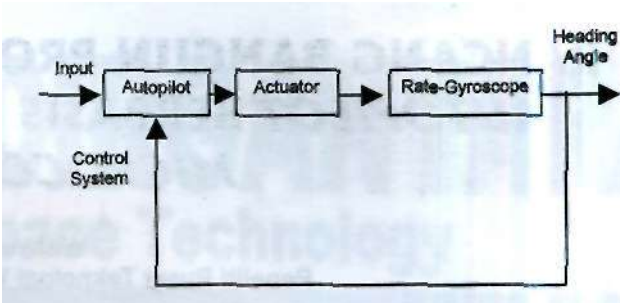 Heading
Angle
Input
Autopilot
Actuator
Rate-Gyroscope
Control
System